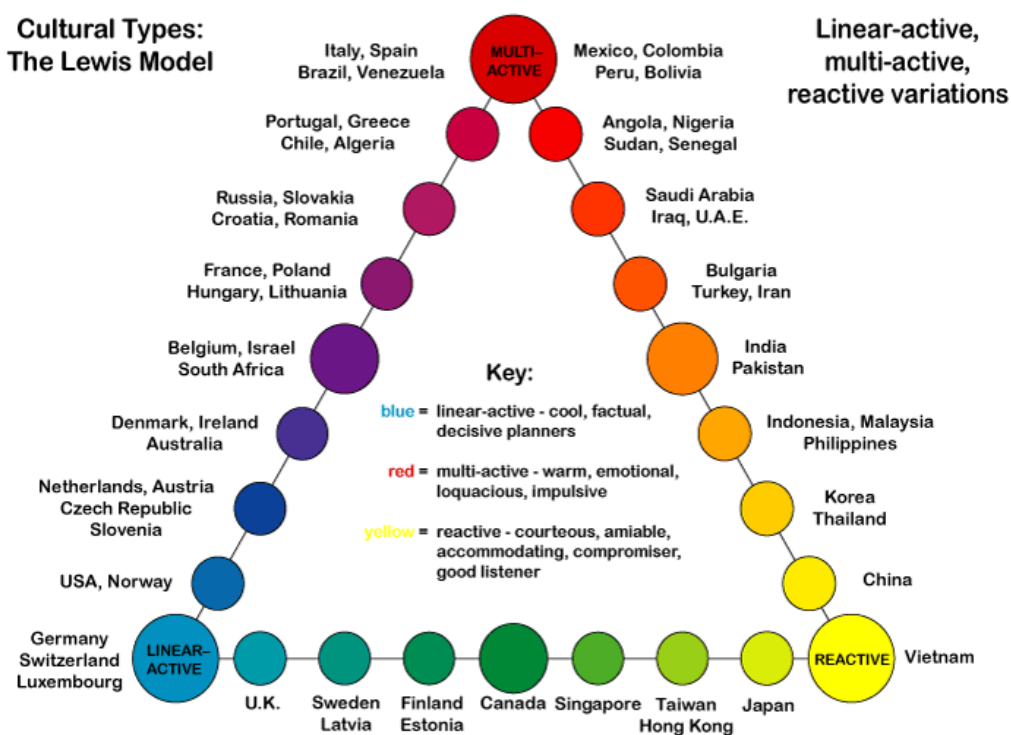 Cultural Types:
The Lewis Model
Linear-active,
multi-active,
reactive variations
MULTI–
ACTIVE
Italy, Spain
Brazil, Venezuela
Mexico, Colombia
Peru, Bolivia
Portugal, Greece
Chile, Algeria
Angola, Nigeria
Sudan, Senegal
Russia, Slovakia
Croatia, Romania
Saudi Arabia
Iraq, U.A.E.
France, Poland
Hungary, Lithuania
Bulgaria
Turkey, Iran
Belgium, Israel
South Africa
India
Pakistan
Key:
blue = linear-active - cool, factual,
decisive planners
red = multi-active - warm, emotional,
loquacious, impulsive
yellow = reactive - courteous, amiable,
accommodating, compromiser,
good listener
Denmark, Ireland
Australia
Indonesia, Malaysia
Philippines
Netherlands, Austria
Czech Republic
Slovenia
Korea
Thailand
USA, Norway
China
Germany
Switzerland
Luxembourg
LINEAR–
ACTIVE
REACTIVE
Vietnam
U.K.
Sweden
Latvia
Finland
Estonia
Canada
Singapore
Taiwan
Hong Kong
Japan